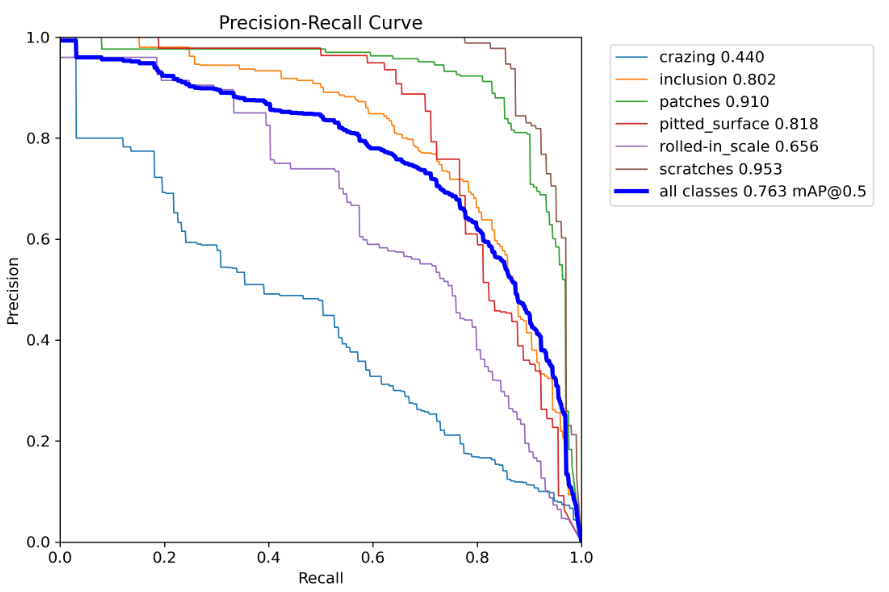 Precision-Recall Curve
1.0
0.8
0.6
0.4
0.2
0.0
Precision
0.0 0.2 0.4 0.6 0.8 1.0
Recall
crazing 0.440
inclusion 0.802
patches 0.910
pitted_surface 0.818
rolled-in_scale 0.656
scratches 0.953
all classes 0.763 mAP@0.5